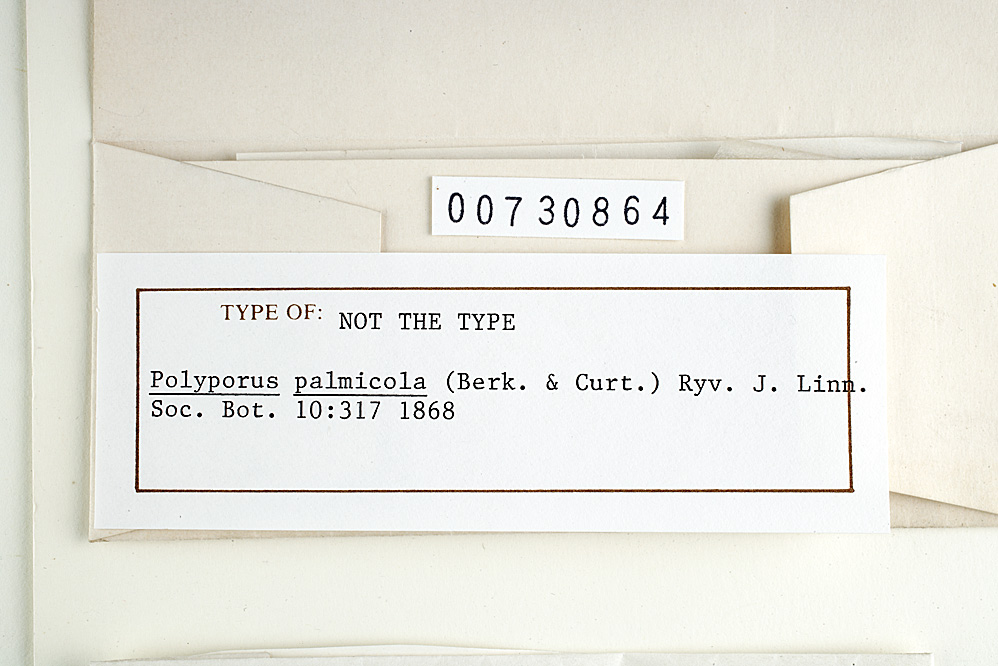 00730864
TYPE OF: NOT THE TYPE
Polyporus palmicola (Berk. & Curt.) Ryv. J. Linn.
Soc. Bot. 10:317 1868